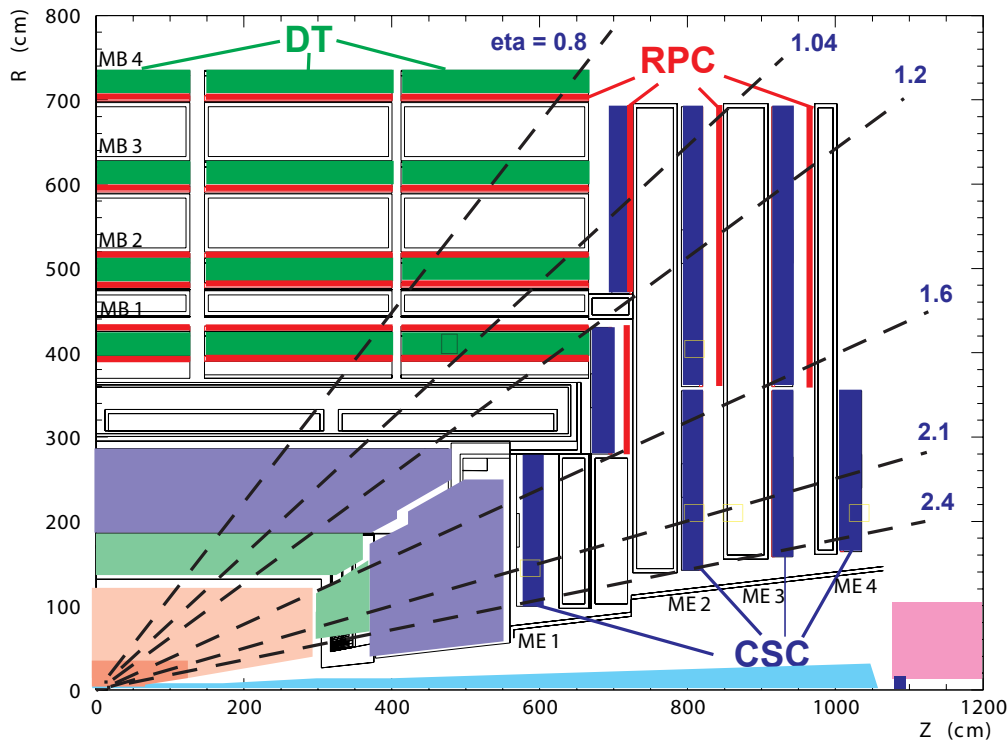 R (cm)
800
700
600
500
400
300
200
100
0
MB 4
MB 3
MB 2
MB 1
DT
eta = 0.8
1.04
1.2
RPC
1.6
2.1
2.4
ME 1
ME 2
ME 3
ME 4
CSC
0
200
400
600
800
1000
1200
Z (cm)